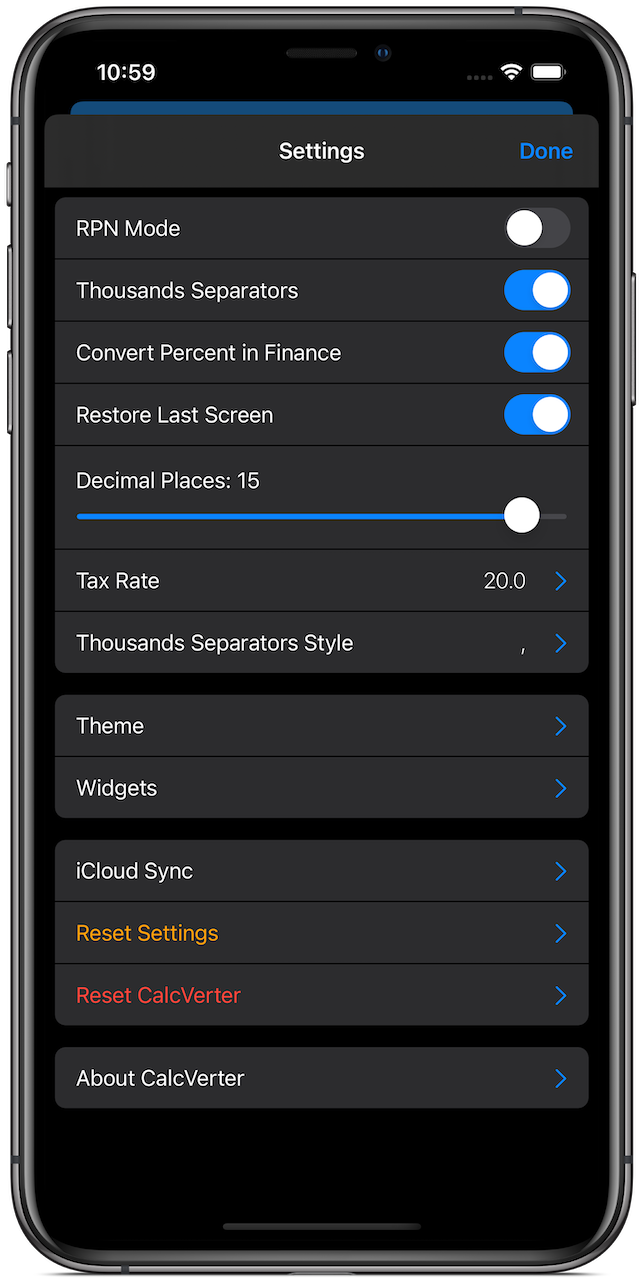 10:59
Settings
Done
RPN Mode
Thousands Separators
Convert Percent in Finance
Restore Last Screen
Decimal Places: 15
Tax Rate
20.0
Thousands Separators Style
,
Theme
Widgets
iCloud Sync
Reset Settings
Reset CalcVerter
About CalcVerter